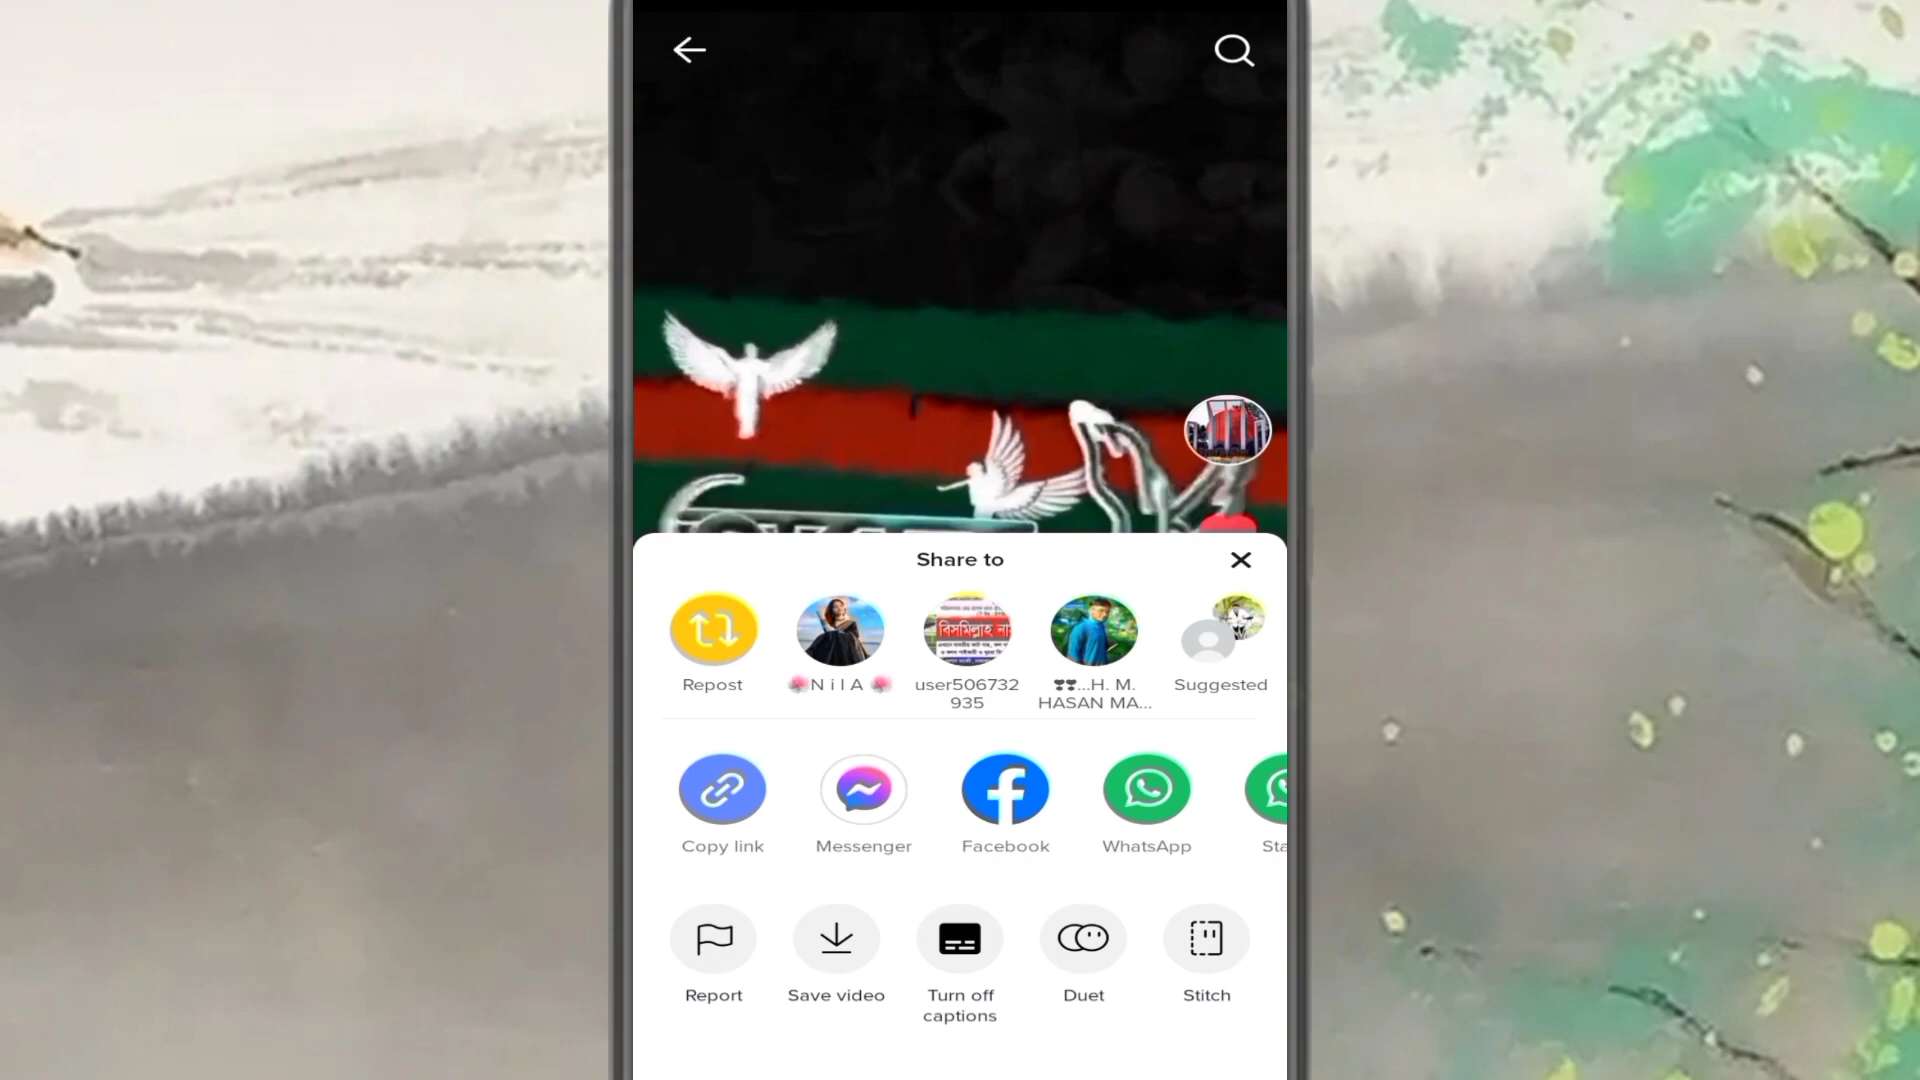 Share to
Repost
🌺N i l A 🌺
user506732
935
❣❣...H. M.
HASAN MA...
Suggested
বিসমিল্লাহ
Copy link
Messenger
Facebook
WhatsApp
Sta
Report
Save video
Turn off
captions
Duet
Stitch